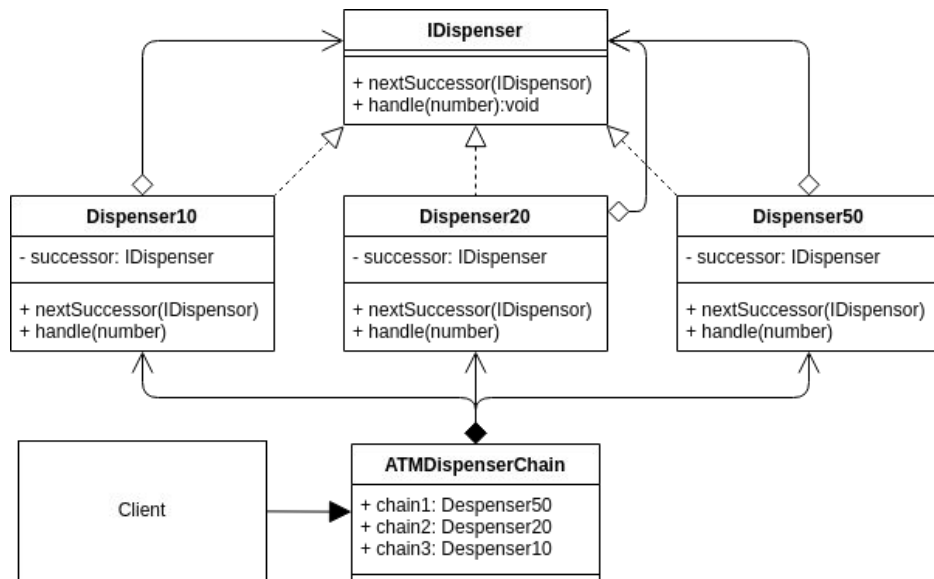 IDispenser
+ nextSuccessor(IDispensor)
+ handle(number):void
Dispenser10
- successor: IDispenser
+ nextSuccessor(IDispensor)
+ handle(number)
Dispenser20
- successor: IDispenser
+ nextSuccessor(IDispensor)
+ handle(number)
Dispenser50
- successor: IDispenser
+ nextSuccessor(IDispensor)
+ handle(number)
Client
ATMDispenserChain
+ chain1: Despenser50
+ chain2: Despenser20
+ chain3: Despenser10